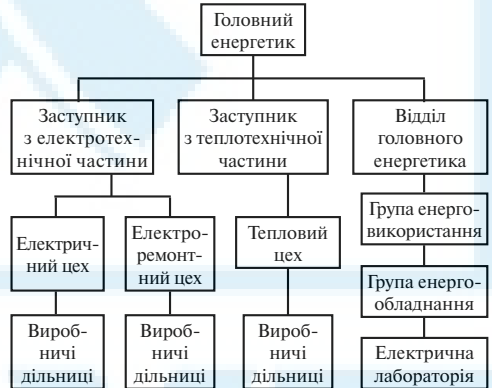 Головний
енергетик
Заступник
з електротех-
нічної частини
Заступник
з теплотехнічної
частини
Відділ
головного
енергетика
Електрич-
ний цех
Електро-
ремонт-
ний цех
Тепловий
цех
Група енерго-
використання
Група енерго-
обладнання
Вироб-
ничі
дільниці
Вироб-
ничі
дільниці
Вироб-
ничі
дільниці
Електрична
лабораторія